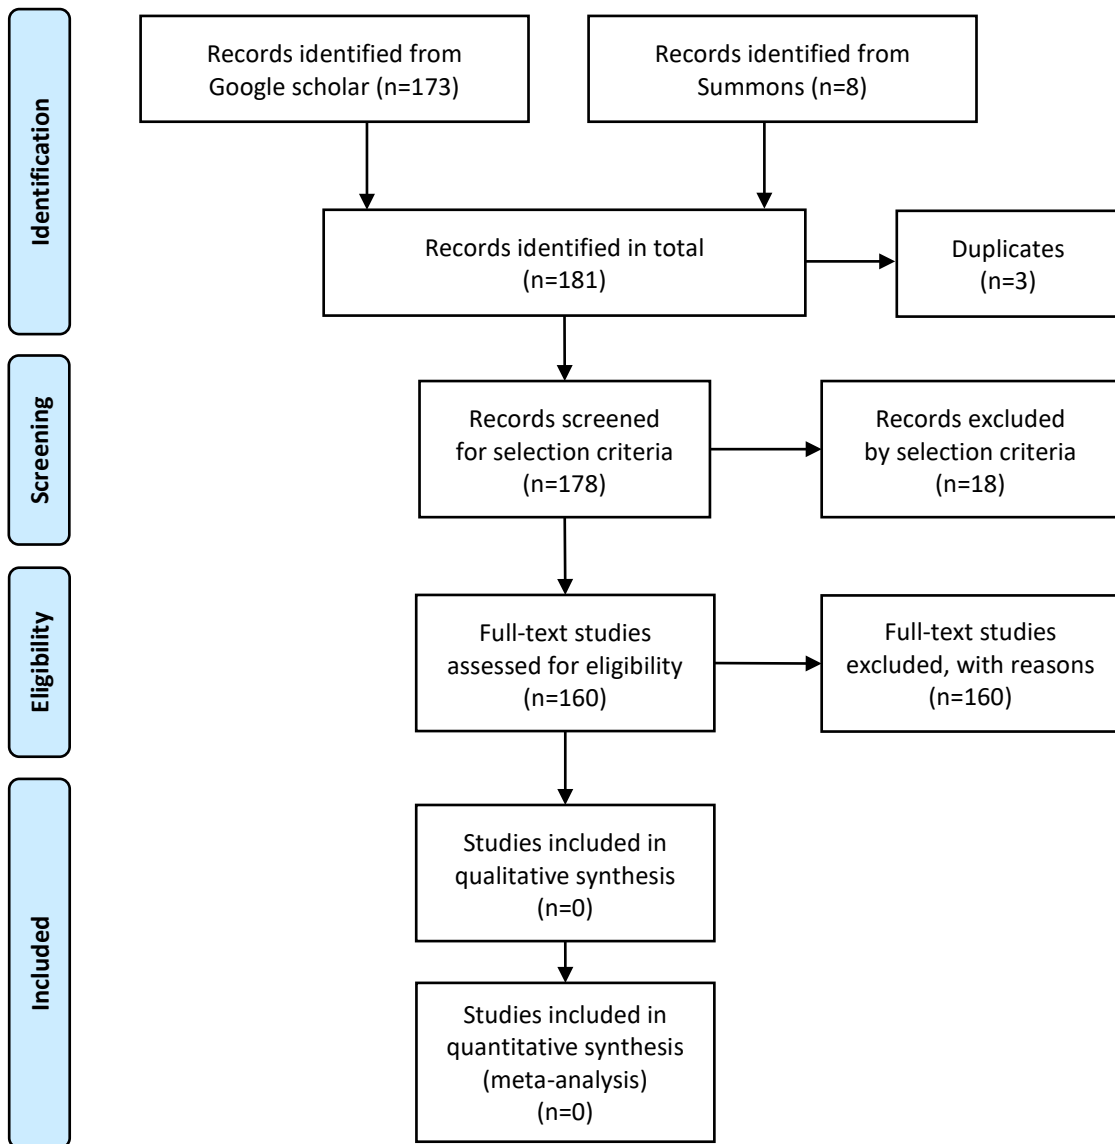 Identification
Records identified from
Google scholar (n=173)
Records identified from
Summons (n=8)
Records identified in total
(n=181)
Duplicates
(n=3)
Screening
Records screened
for selection criteria
(n=178)
Records excluded
by selection criteria
(n=18)
Eligibility
Full-text studies
assessed for eligibility
(n=160)
Full-text studies
excluded, with reasons
(n=160)
Included
Studies included in
qualitative synthesis
(n=0)
Studies included in
quantitative synthesis
(meta-analysis)
(n=0)